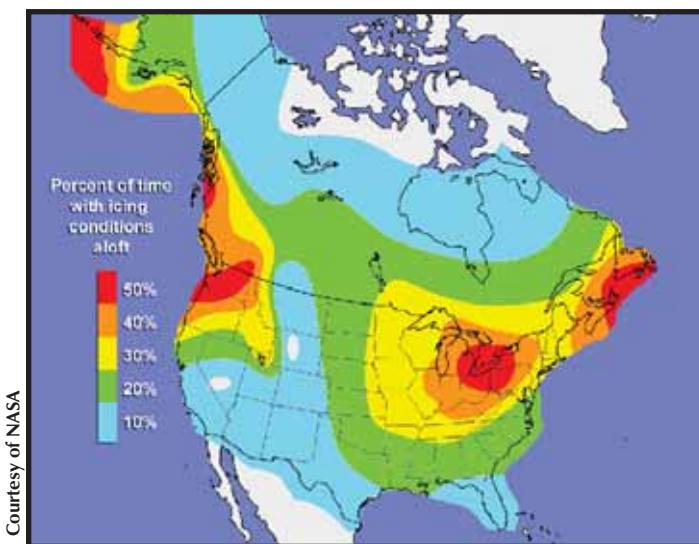 Percent of time
with icing
conditions
aloft
50%
40%
30%
20%
10%
Courtesy of NASA